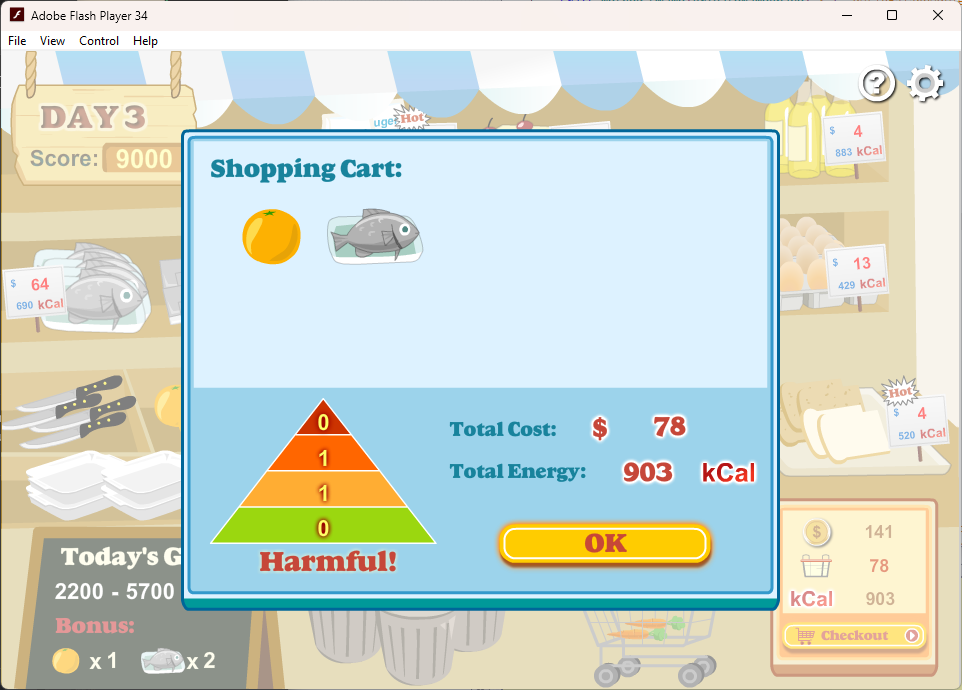 Adobe Flash Player 34
File View Control Help
DAY 3
Score: 9000
Hot
$ 4
883 kCal
Shopping Cart:
$ 64
690 kCal
$ 13
429 kCal
Hot
$ 4
520 kCal
0
1
1
0
Harmful!
Total Cost: $ 78
Total Energy: 903 kCal
OK
Today's G
2200 - 5700
Bonus:
x 1 x 2
$ 141
78
kCal 903
Checkout